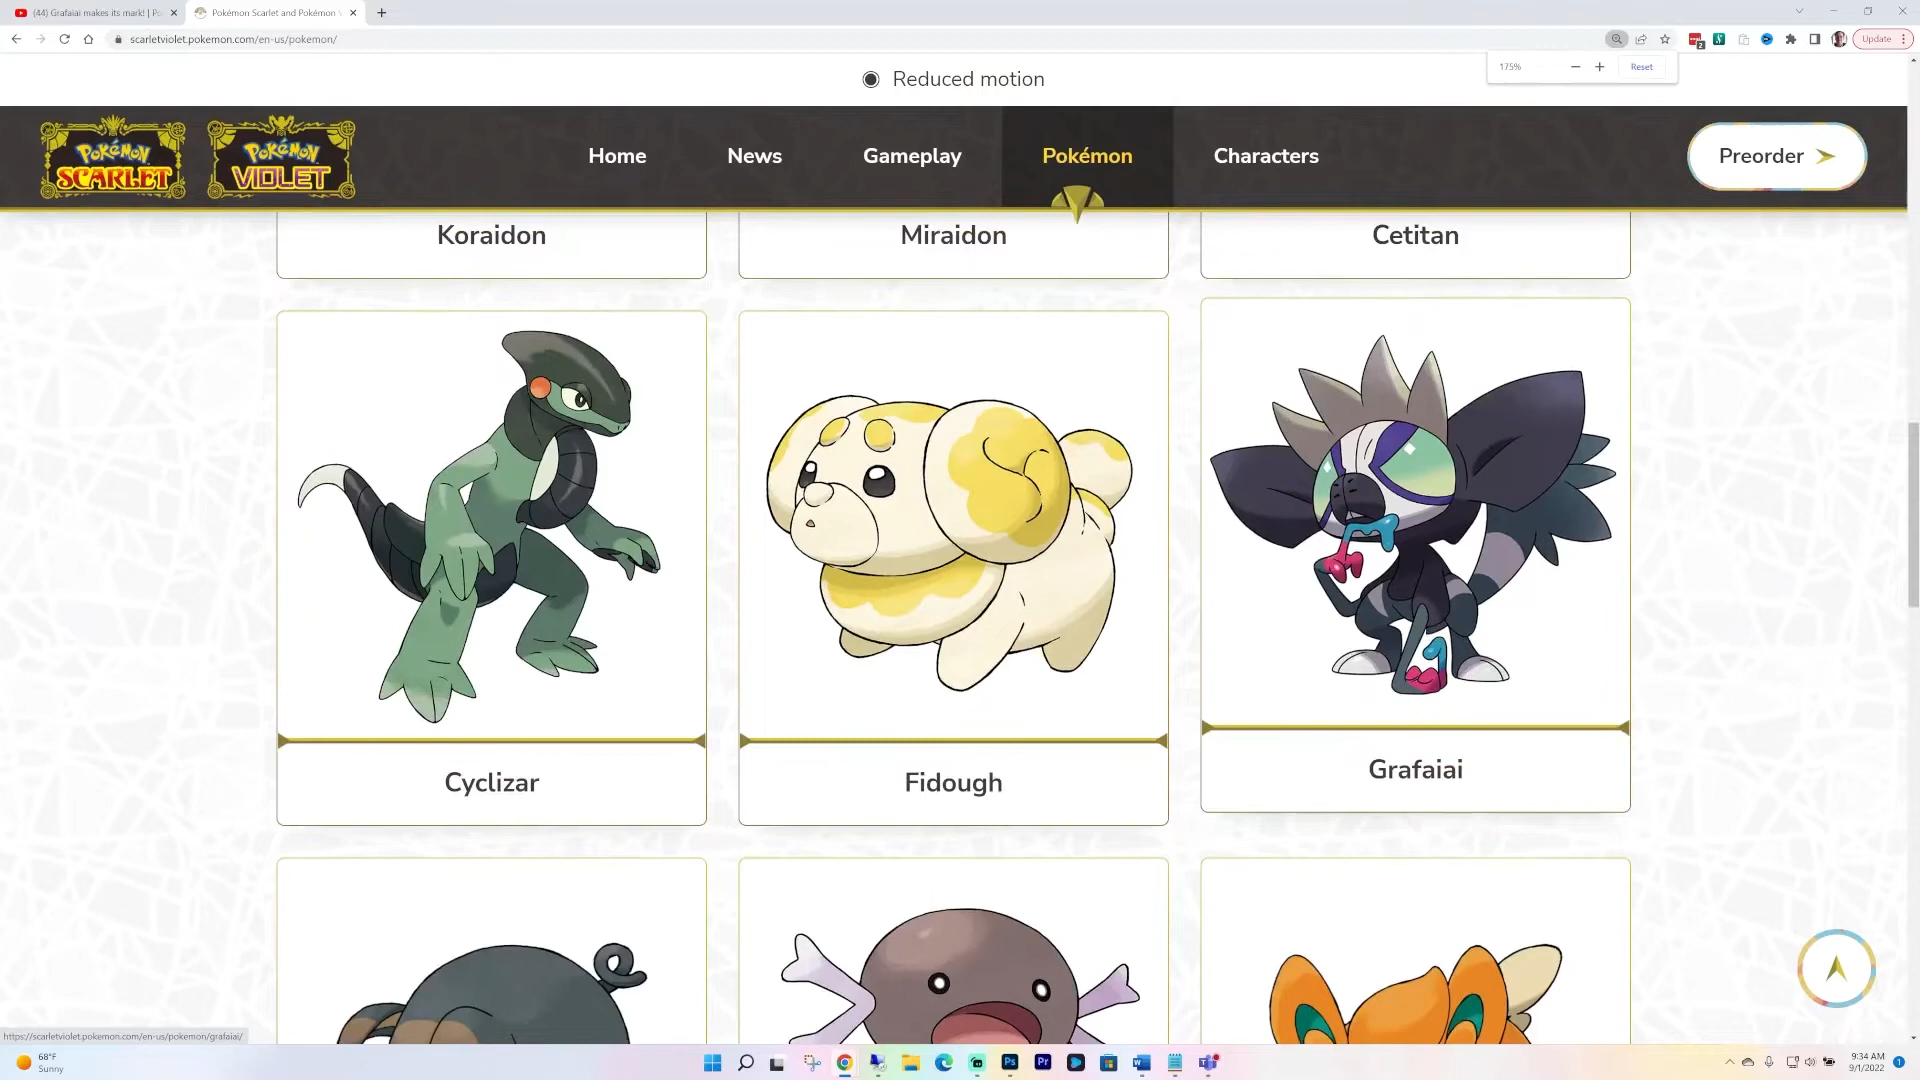 (44) Grafaiai makes its mark! | Po
Pokémon Scarlet and Pokémon V
scarletviolet.pokemon.com/en-us/pokemon/
Update
175%
Reset
Reduced motion
POKéMON SCARLET
POKéMON VIOLET
Home
News
Gameplay
Pokémon
Characters
Preorder
Koraidon
Miraidon
Cetitan
Cyclizar
Fidough
Grafaiai
https://scarletviolet.pokemon.com/en-us/pokemon/grafaiai/
68°F
Sunny
9:34 AM
9/1/2022